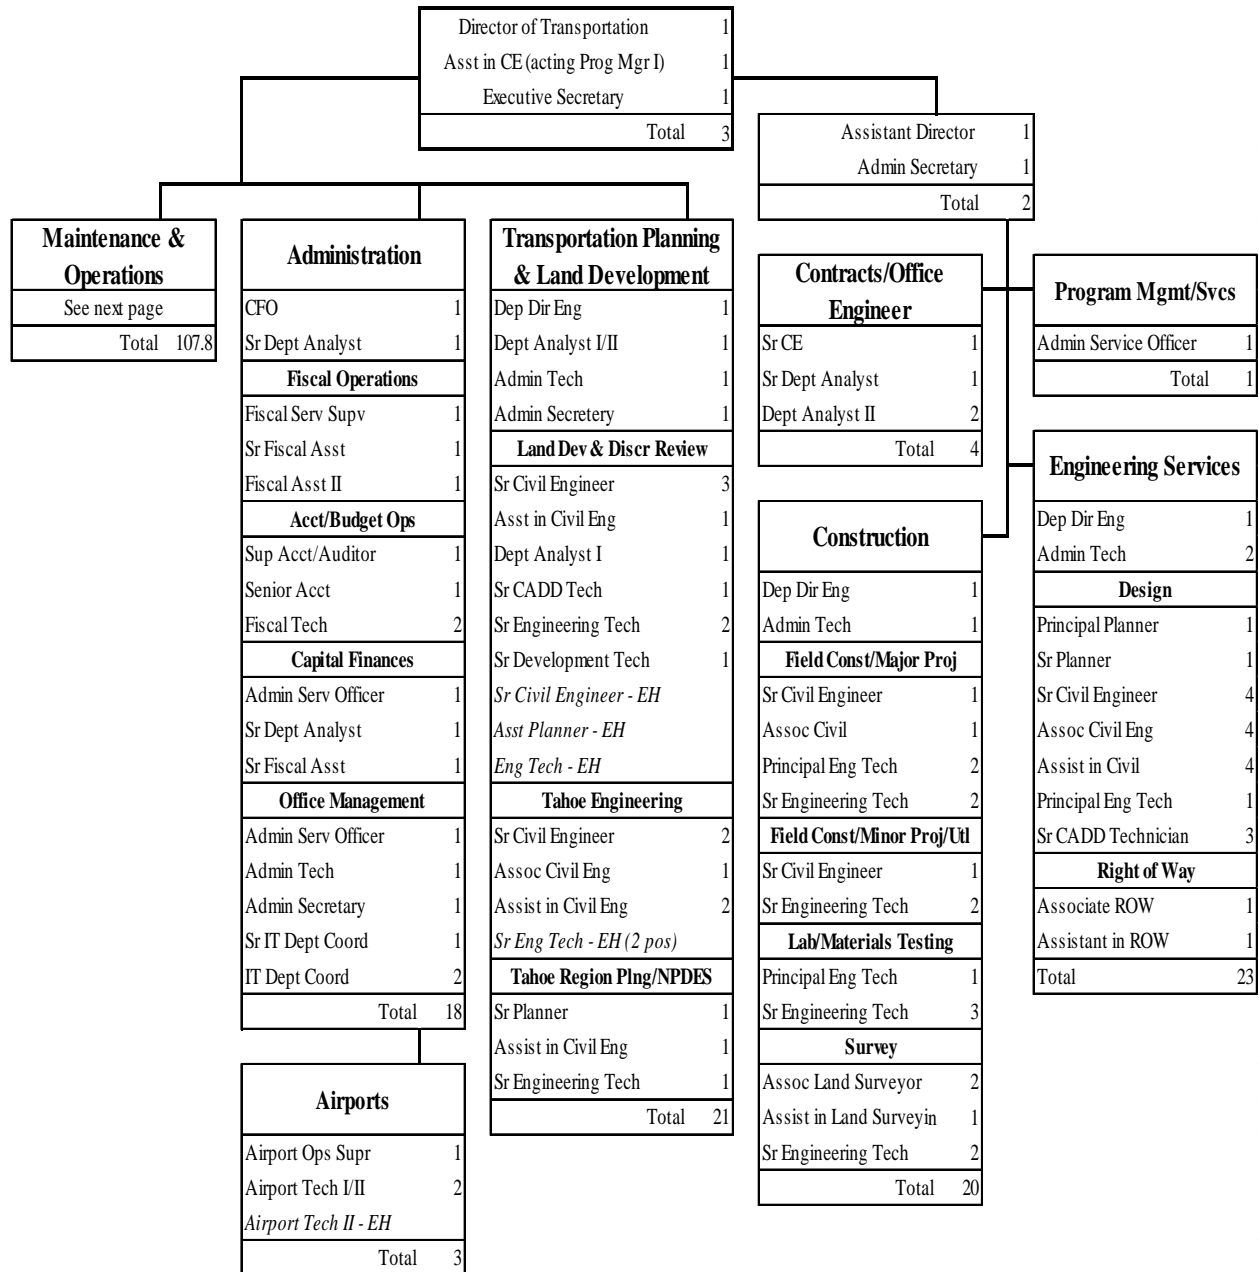 Director of Transportation 1
Asst in CE (acting Prog Mgr I) 1
Executive Secretary 1
Total 3
Assistant Director 1
Admin Secretary 1
Total 2
Maintenance &
Operations
See next page
Total 107.8
Administration
CFO 1
Sr Dept Analyst 1
Fiscal Operations
Fiscal Serv Supv 1
Sr Fiscal Asst 1
Fiscal Asst II 1
Acct/Budget Ops
Sup Acct/Auditor 1
Senior Acct 1
Fiscal Tech 2
Capital Finances
Admin Serv Officer 1
Sr Dept Analyst 1
Sr Fiscal Asst 1
Office Management
Admin Serv Officer 1
Admin Tech 1
Admin Secretary 1
Sr IT Dept Coord 1
IT Dept Coord 2
Total 18
Airports
Airport Ops Supr 1
Airport Tech I/II 2
Airport Tech II - EH
Total 3
Transportation Planning
& Land Development
Dep Dir Eng 1
Dept Analyst I/II 1
Admin Tech 1
Admin Secretery 1
Land Dev & Discr Review
Sr Civil Engineer 3
Asst in Civil Eng 1
Dept Analyst I 1
Sr CADD Tech 1
Sr Engineering Tech 2
Sr Development Tech 1
Sr Civil Engineer - EH
Asst Planner - EH
Eng Tech - EH
Tahoe Engineering
Sr Civil Engineer 2
Assoc Civil Eng 1
Assist in Civil Eng 2
Sr Eng Tech - EH (2 pos)
Tahoe Region Plng/NPDES
Sr Planner 1
Assist in Civil Eng 1
Sr Engineering Tech 1
Total 21
Contracts/Office
Engineer
Sr CE 1
Sr Dept Analyst 1
Dept Analyst II 2
Total 4
Construction
Dep Dir Eng 1
Admin Tech 1
Field Const/Major Proj
Sr Civil Engineer 1
Assoc Civil 1
Principal Eng Tech 2
Sr Engineering Tech 2
Field Const/Minor Proj/Utl
Sr Civil Engineer 1
Sr Engineering Tech 2
Lab/Materials Testing
Principal Eng Tech 1
Sr Engineering Tech 3
Survey
Assoc Land Surveyor 2
Assist in Land Surveyin 1
Sr Engineering Tech 2
Total 20
Program Mgmt/Svcs
Admin Service Officer 1
Total 1
Engineering Services
Dep Dir Eng 1
Admin Tech 2
Design
Principal Planner 1
Sr Planner 1
Sr Civil Engineer 4
Assoc Civil Eng 4
Assist in Civil 4
Principal Eng Tech 1
Sr CADD Technician 3
Right of Way
Associate ROW 1
Assistant in ROW 1
Total 23